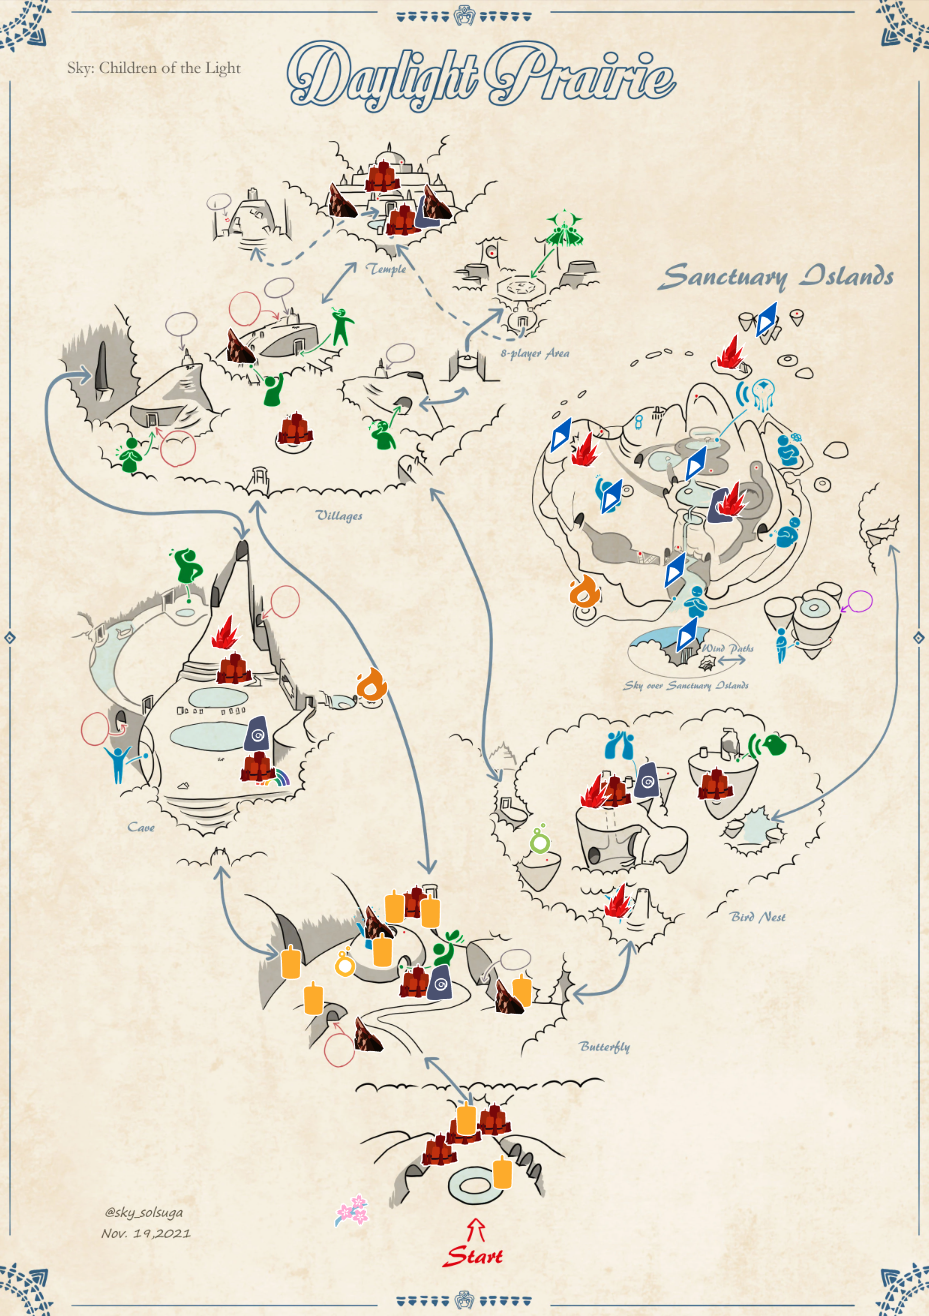 Sky: Children of the Light
Daylight Prairie
Temple
Sanctuary Islands
8-player Area
Villages
Wind Paths
Sky over Sanctuary Islands
Cave
Bird Nest
Butterfly
@sky_solsuga
Nov. 19,2021
Start